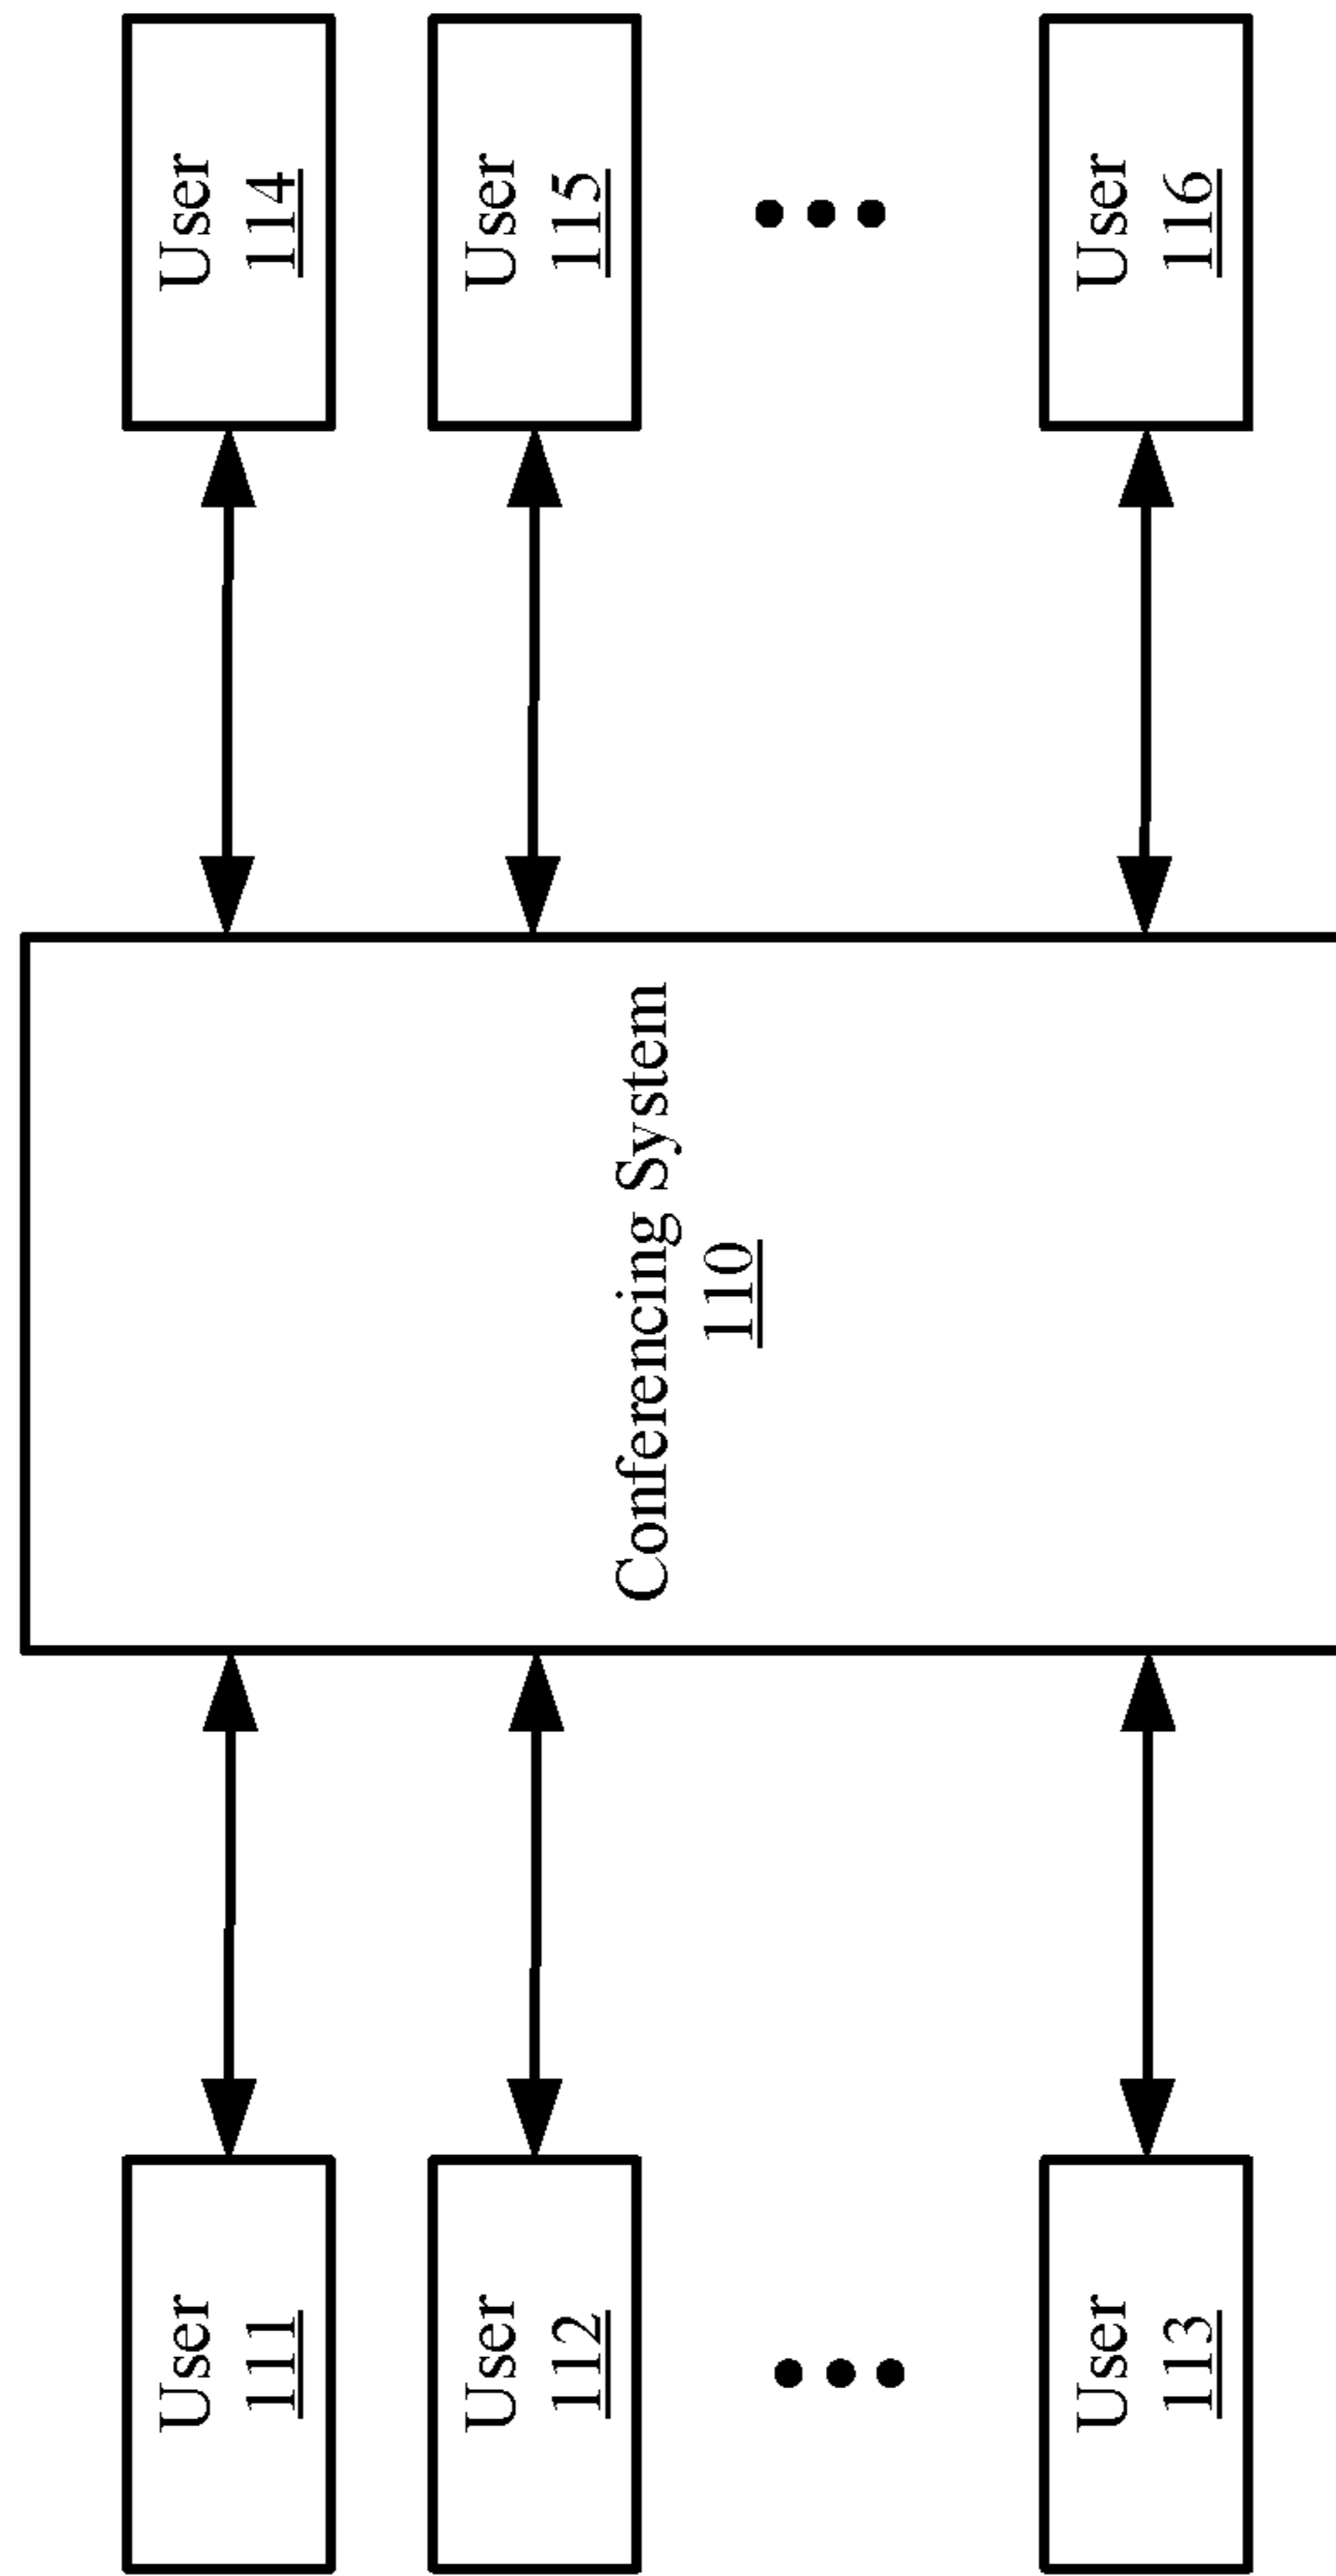 User
111
User
112
User
113
Conferencing System
110
User
114
User
115
User
116